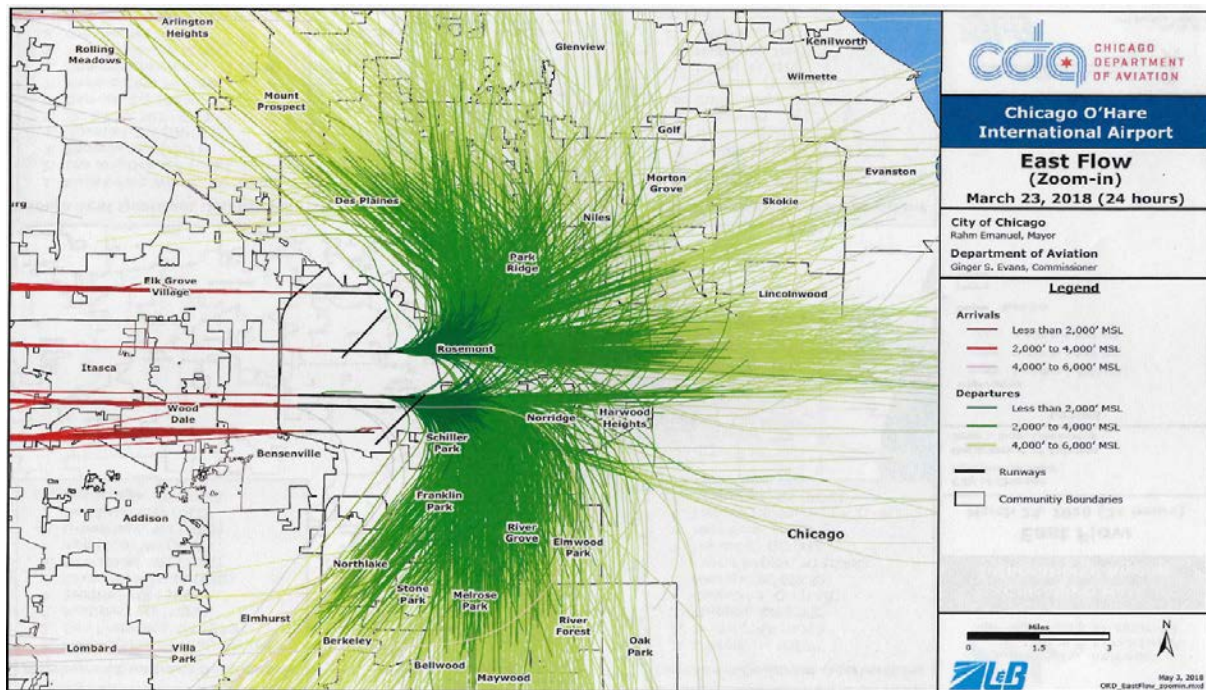 Arlington
Heights
Rolling
Meadows
Mount
Prospect
Glenview
Kenilworth
Wilmette
Golf
Morton
Grove
Evanston
Skokie
Des Plaines
Niles
Park
Ridge
urg
Elk Grove
Village
Lincolnwood
Rosemont
Itasca
Wood
Dale
Norridge
Harwood
Heights
Schiller
Park
Bensenville
Franklin
Park
Addison
River
Grove
Elmwood
Park
Chicago
Northlake
Stone
Park
Melrose
Park
Elmhurst
River
Forest
Berkeley
Oak
Park
Lombard
Villa
Park
Bellwood
Maywood
cda
CHICAGO
DEPARTMENT
OF AVIATION
Chicago O'Hare
International Airport
East Flow
(Zoom-in)
March 23, 2018 (24 hours)
City of Chicago
Rahm Emanuel, Mayor
Department of Aviation
Ginger S. Evans, Commissioner
Legend
Arrivals
Less than 2,000' MSL
2,000' to 4,000' MSL
4,000' to 6,000' MSL
Departures
Less than 2,000' MSL
2,000' to 4,000' MSL
4,000' to 6,000' MSL
Runways
Communitiy Boundaries
Miles
0 1.5 3
N
L&B
May 3, 2018
ORD_EastFlow_zoomin.mxd